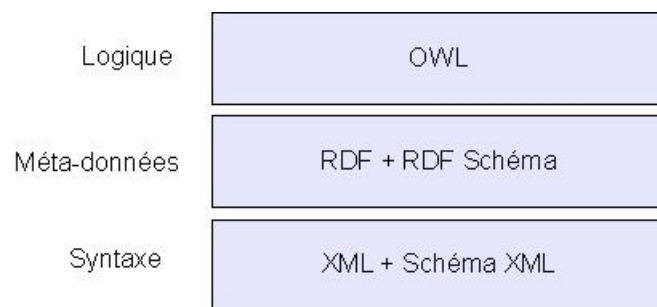 Logique
OWL
Méta-données
RDF + RDF Schéma
Syntaxe
XML + Schéma XML